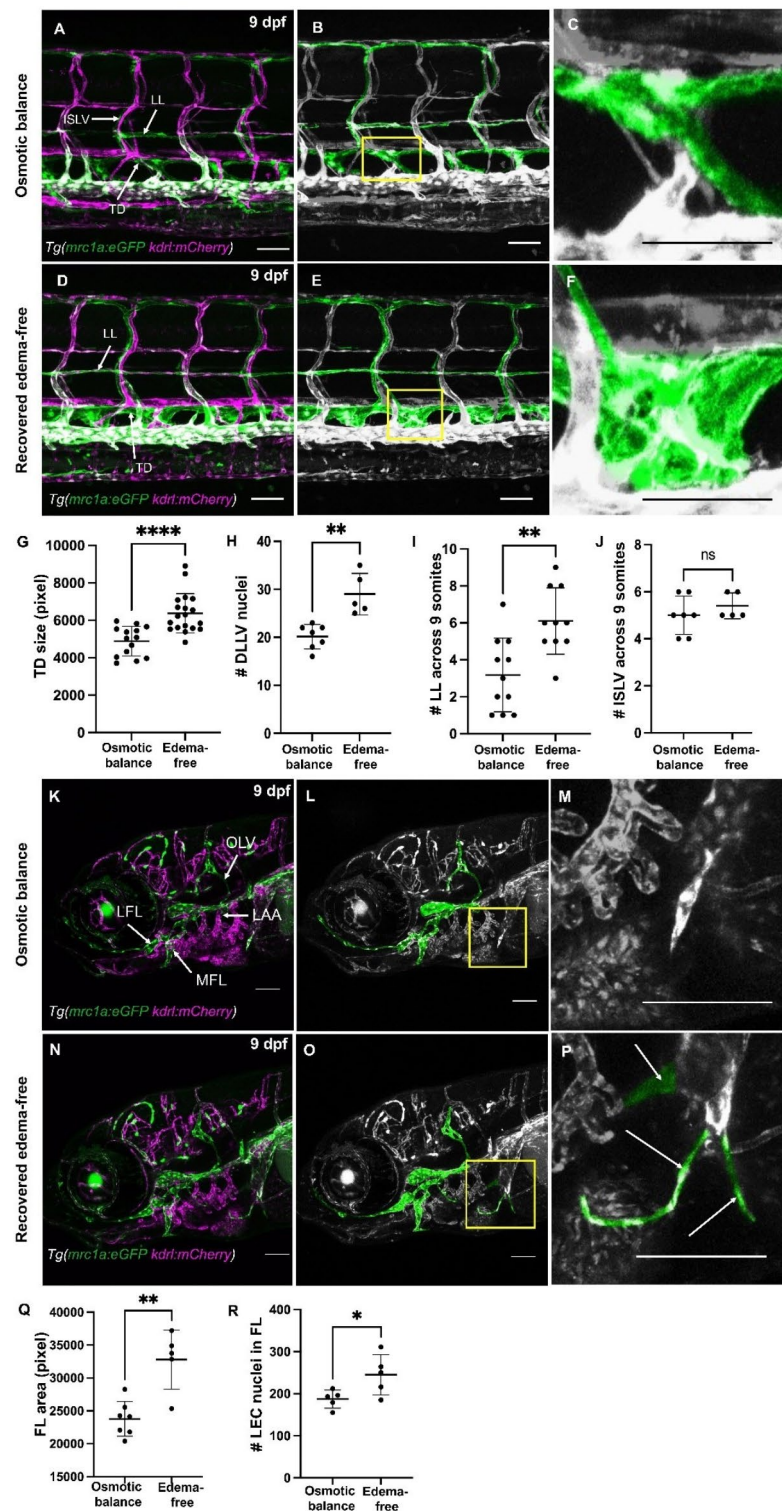 A
9 dpf
B
C
Osmotic balance
LL
ISLV
TD
Tg(mrc1a:eGFP kdrl:mCherry)
D
9 dpf
E
F
Recovered edema-free
LL
TD
Tg(mrc1a:eGFP kdrl:mCherry)
G
****
TD size (pixel)
10000
8000
6000
4000
2000
0
Osmotic balance
Edema-free
H
**
# DLLV nuclei
40
30
20
10
0
Osmotic balance
Edema-free
I
**
# LL across 9 somites
10
8
6
4
2
0
Osmotic balance
Edema-free
J
ns
# ISLV across 9 somites
8
6
4
2
0
Osmotic balance
Edema-free
K
9 dpf
L
M
Osmotic balance
OLV
LFL
LAA
MFL
Tg(mrc1a:eGFP kdrl:mCherry)
N
9 dpf
O
P
Recovered edema-free
Tg(mrc1a:eGFP kdrl:mCherry)
Q
**
FL area (pixel)
40000
35000
30000
25000
20000
15000
Osmotic balance
Edema-free
R
*
# LEC nuclei in FL
400
300
200
100
0
Osmotic balance
Edema-free